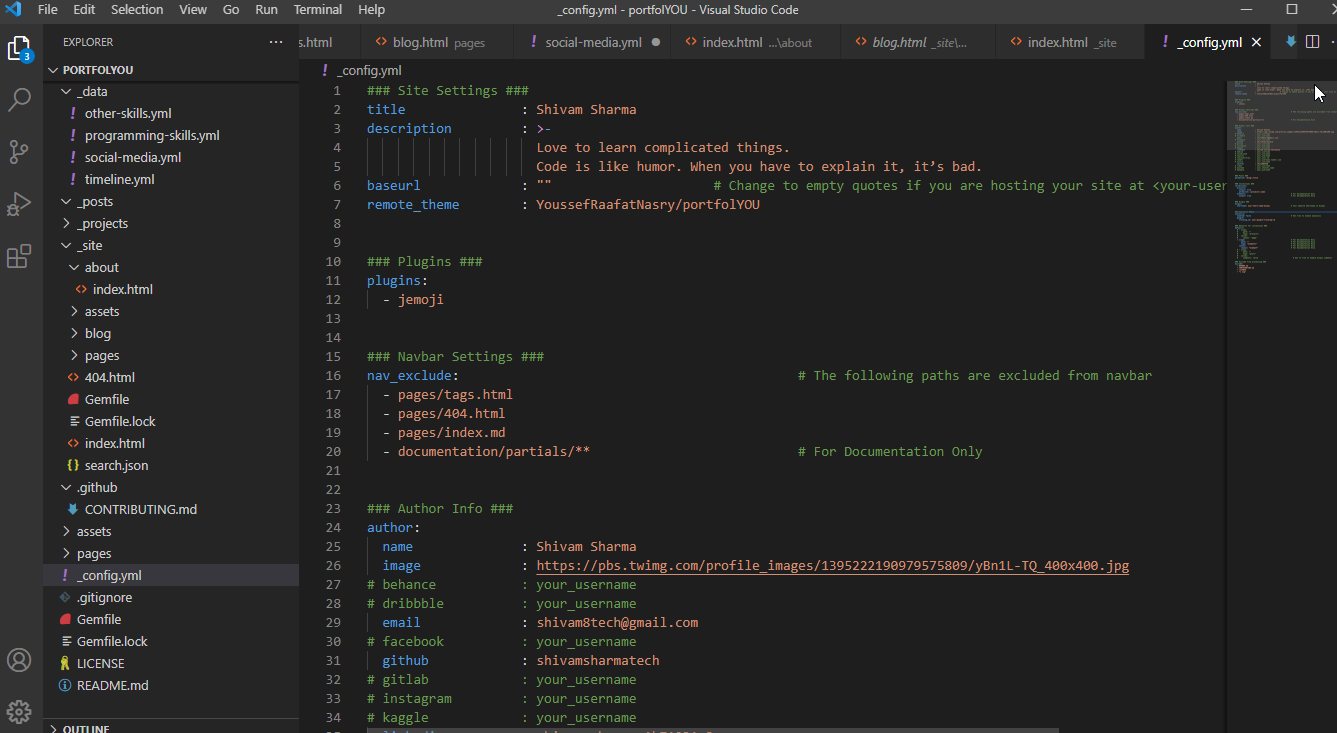 File Edit Selection View Go Run Terminal Help _config.yml - portfolYOU - Visual Studio Code
EXPLORER ···
s.html blog.html pages social-media.yml index.html ...\about blog.html _site\... index.html _site _config.yml
3
PORTFOLYOU
_data
other-skills.yml
programming-skills.yml
social-media.yml
timeline.yml
_posts
_projects
_site
about
index.html
assets
blog
pages
404.html
Gemfile
Gemfile.lock
index.html
search.json
.github
CONTRIBUTING.md
assets
pages
_config.yml
.gitignore
Gemfile
Gemfile.lock
LICENSE
README.md
OUTLINE
_config.yml
1 ### Site Settings ###
2 title : Shivam Sharma
3 description : >-
4 Love to learn complicated things.
5 Code is like humor. When you have to explain it, it’s bad.
6 baseurl : "" # Change to empty quotes if you are hosting your site at <your-user
7 remote_theme : YoussefRaafatNasry/portfolYOU
8
9
10 ### Plugins ###
11 plugins:
12 - jemoji
13
14
15 ### Navbar Settings ###
16 nav_exclude: # The following paths are excluded from navbar
17 - pages/tags.html
18 - pages/404.html
19 - pages/index.md
20 - documentation/partials/** # For Documentation Only
21
22
23 ### Author Info ###
24 author:
25 name : Shivam Sharma
26 image : https://pbs.twimg.com/profile_images/1395222190979575809/yBn1L-TQ_400x400.jpg
27 # behance : your_username
28 # dribbble : your_username
29 email : shivam8tech@gmail.com
30 # facebook : your_username
31 github : shivamsharmatech
32 # gitlab : your_username
33 # instagram : your_username
34 # kaggle : your_username